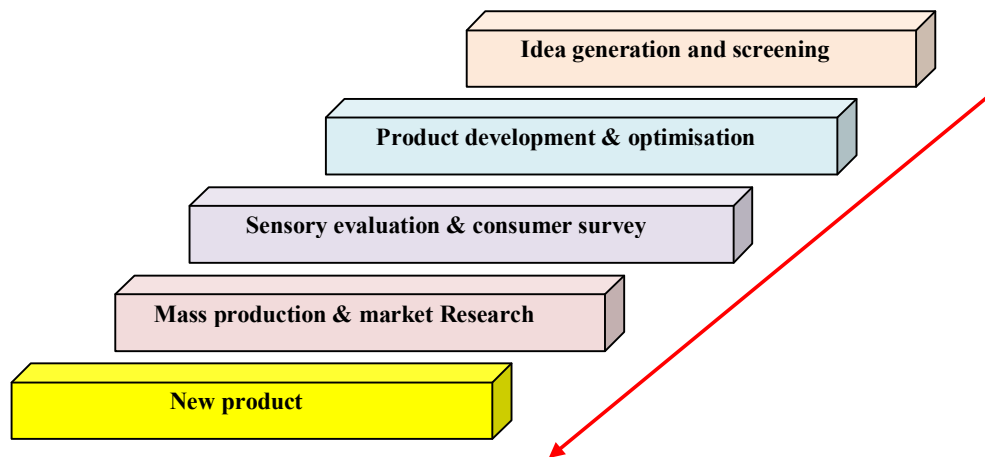 Idea generation and screening
Product development & optimisation
Sensory evaluation & consumer survey
Mass production & market Research
New product